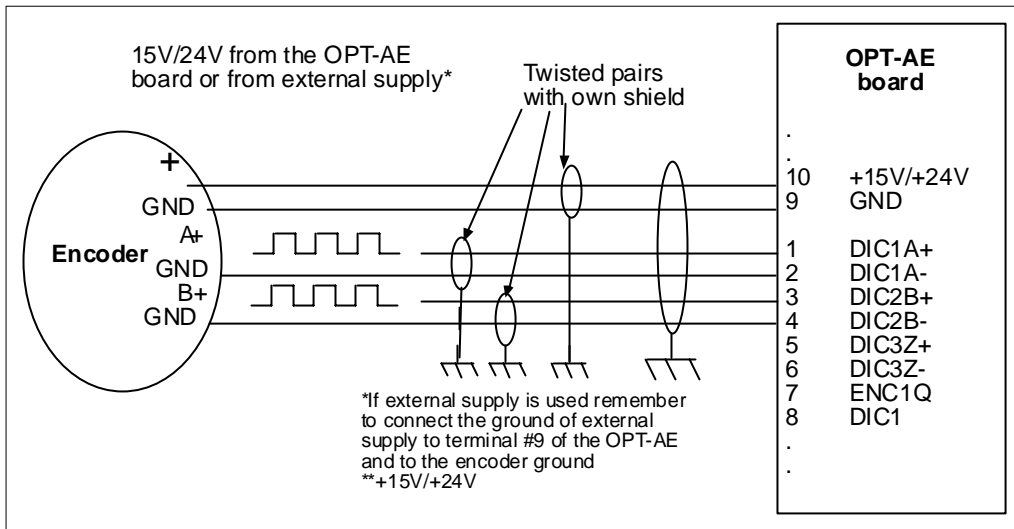 15V/24V from the OPT-AE
board or from external supply*
Twisted pairs
with own shield
OPT-AE
board
.
.
+
10 +15V/+24V
GND
9 GND
A+
1 DIC1A+
Encoder
GND
2 DIC1A-
B+
3 DIC2B+
GND
4 DIC2B-
5 DIC3Z+
6 DIC3Z-
7 ENC1Q
8 DIC1
.
.
*If external supply is used remember
to connect the ground of external
supply to terminal #9 of the OPT-AE
and to the encoder ground
**+15V/+24V